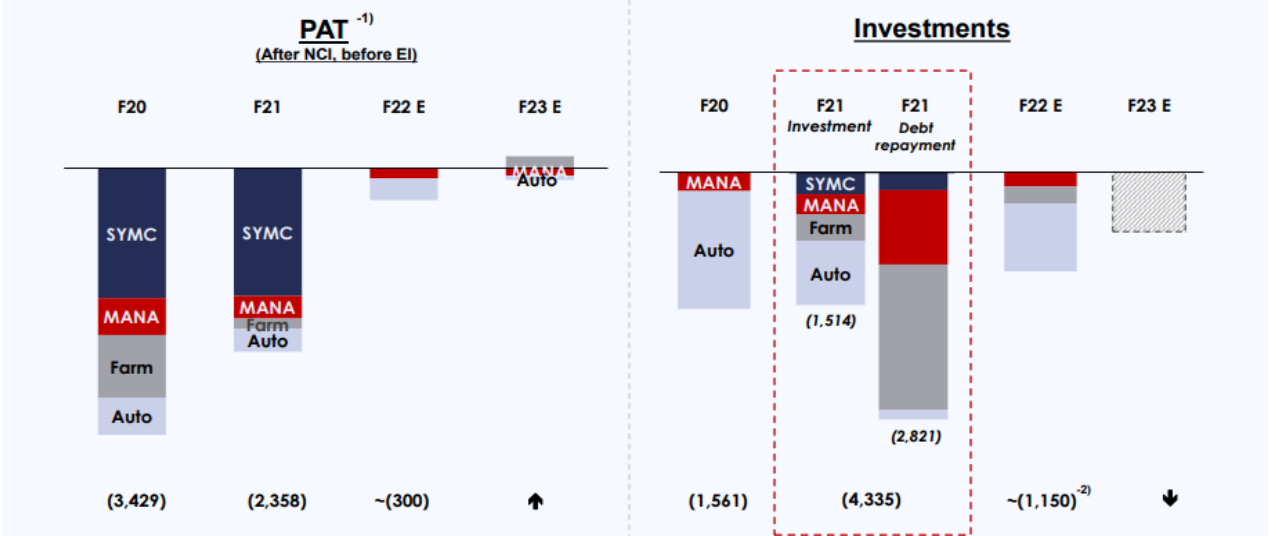 PAT -1)
(After NCI, before EI)
F20 F21 F22 E F23 E
SYMC
MANA
Farm
Auto
SYMC
MANA
Farm
Auto
MANA
Auto
(3,429) (2,358) ~(300)
Investments
F20 F21 F21 F22 E F23 E
Investment Debt
repayment
MANA
Auto
SYMC
MANA
Farm
Auto
(1,514)
(2,821)
(1,561) (4,335) ~(1,150)-2)